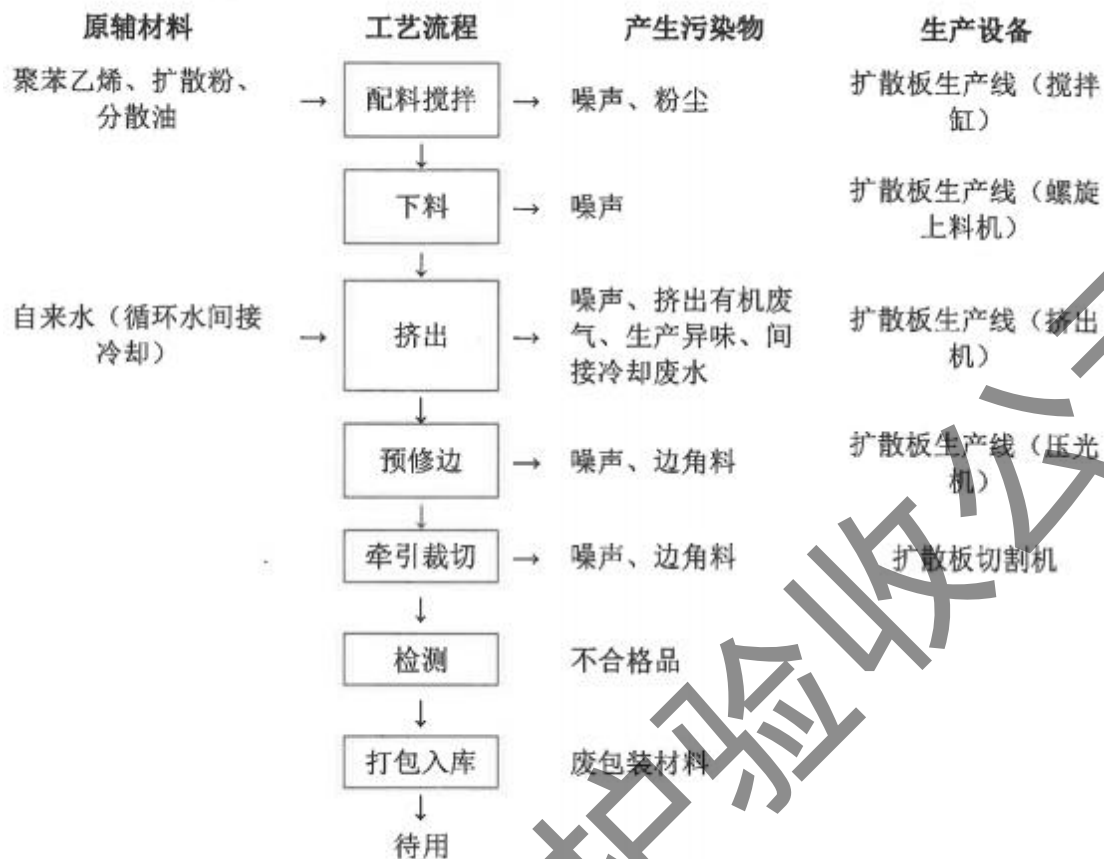 原辅材料 工艺流程 产生污染物 生产设备
聚苯乙烯、扩散粉、
分散油
→ 配料搅拌 → 噪声、粉尘
扩散板生产线（搅拌
缸）
↓
下料 → 噪声
扩散板生产线（螺旋
上料机）
↓
自来水（循环水间接
冷却）
→ 挤出 →
噪声、挤出有机废
气、生产异味、间
接冷却废水
扩散板生产线（挤出
机）
↓
预修边 → 噪声、边角料
扩散板生产线（压光
机）
↓
牵引裁切 → 噪声、边角料 扩散板切割机
↓
检测 不合格品
↓
打包入库 废包装材料
↓
待用
护验收公